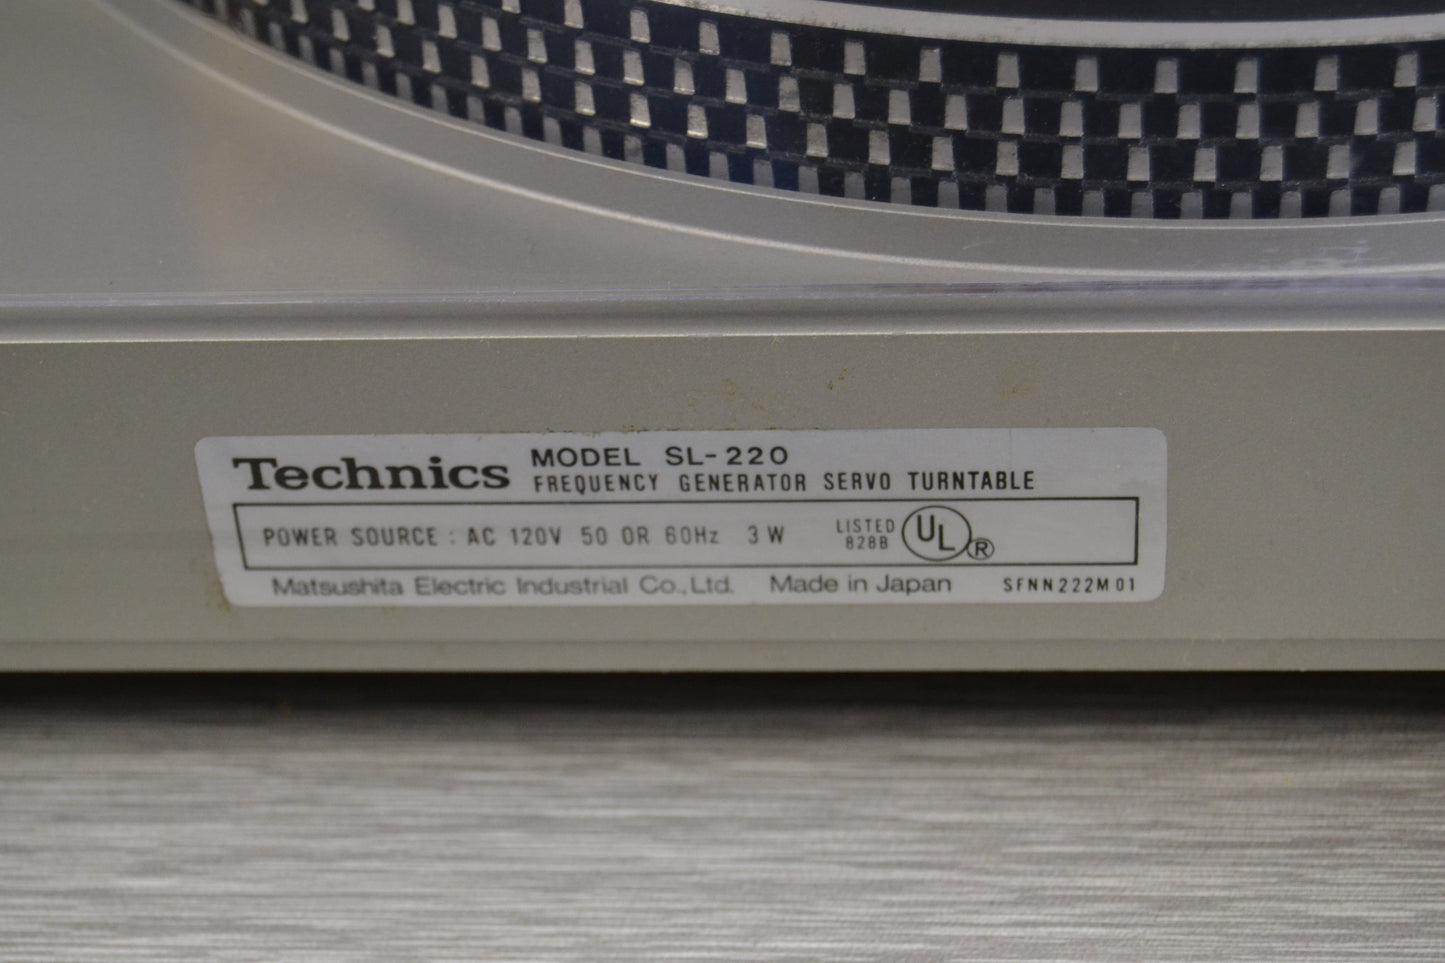 Technics MODEL SL-220
FREQUENCY GENERATOR SERVO TURNTABLE
POWER SOURCE : AC 120V 50 OR 60Hz 3W
LISTED
828B
UL ®
Matsushita Electric Industrial Co., Ltd. Made in Japan SFNN222M01